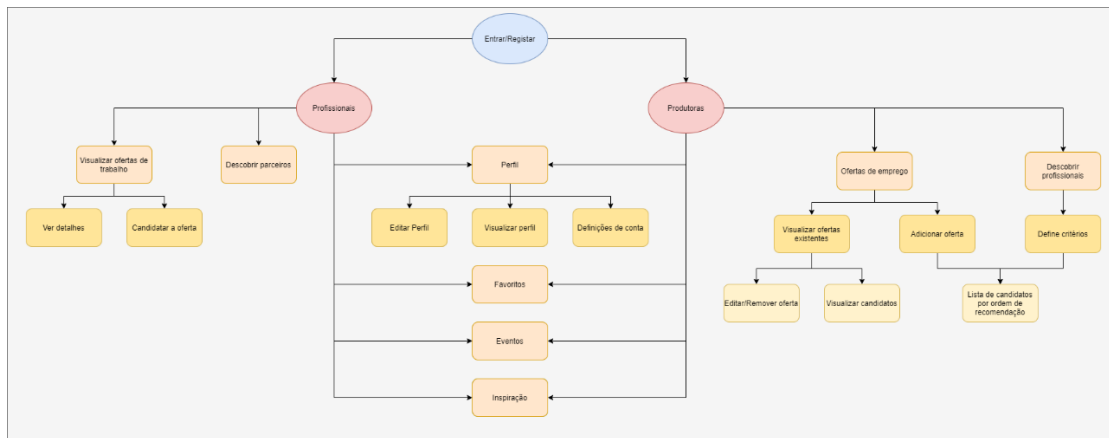 Entrar/Registar
Profissionais
Produtoras
Visualizar ofertas de
trabalho
Descobrir parceiros
Perfil
Ofertas de emprego
Descobrir
profissionais
Ver detalhes
Candidatar a oferta
Editar Perfil
Visualizar perfil
Definições de conta
Visualizar ofertas
existentes
Adicionar oferta
Define critérios
Favoritos
Editar/Remover oferta
Visualizar candidatos
Lista de candidatos
por ordem de
recomendação
Eventos
Inspiração